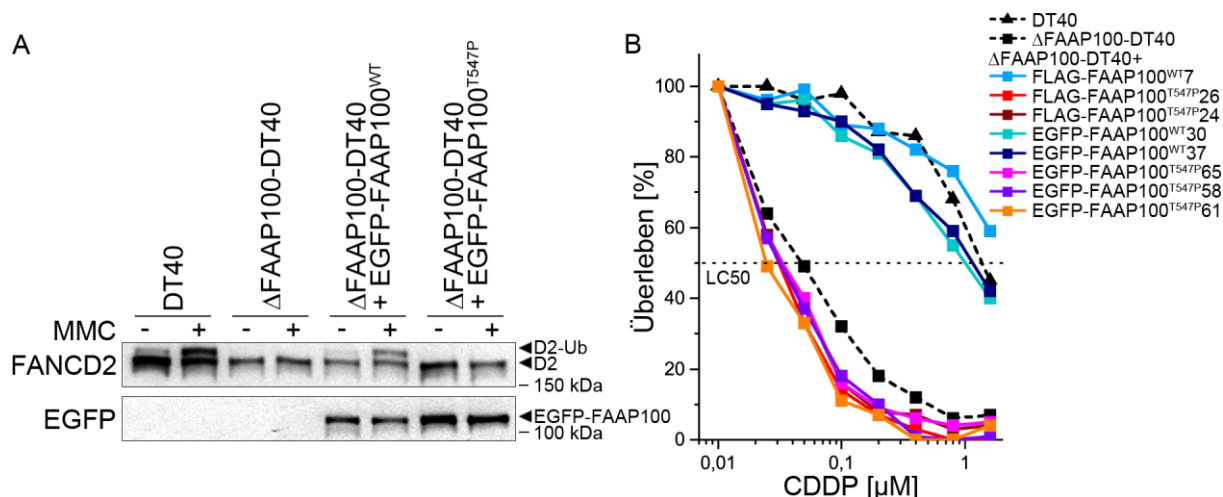 A
DT40
ΔFAAP100-DT40
ΔFAAP100-DT40
+ EGFP-FAAP100WT
ΔFAAP100-DT40
+ EGFP-FAAP100T547P
MMC - + - + - + - +
FANCD2
D2-Ub
D2
150 kDa
EGFP
EGFP-FAAP100
100 kDa
B
DT40
ΔFAAP100-DT40
ΔFAAP100-DT40+
FLAG-FAAP100WT7
FLAG-FAAP100T547P26
FLAG-FAAP100T547P24
EGFP-FAAP100WT30
EGFP-FAAP100WT37
EGFP-FAAP100T547P65
EGFP-FAAP100T547P58
EGFP-FAAP100T547P61
Überleben [%]
100
80
60
40
20
0
LC50
0,01 0,1 1
CDDP [µM]